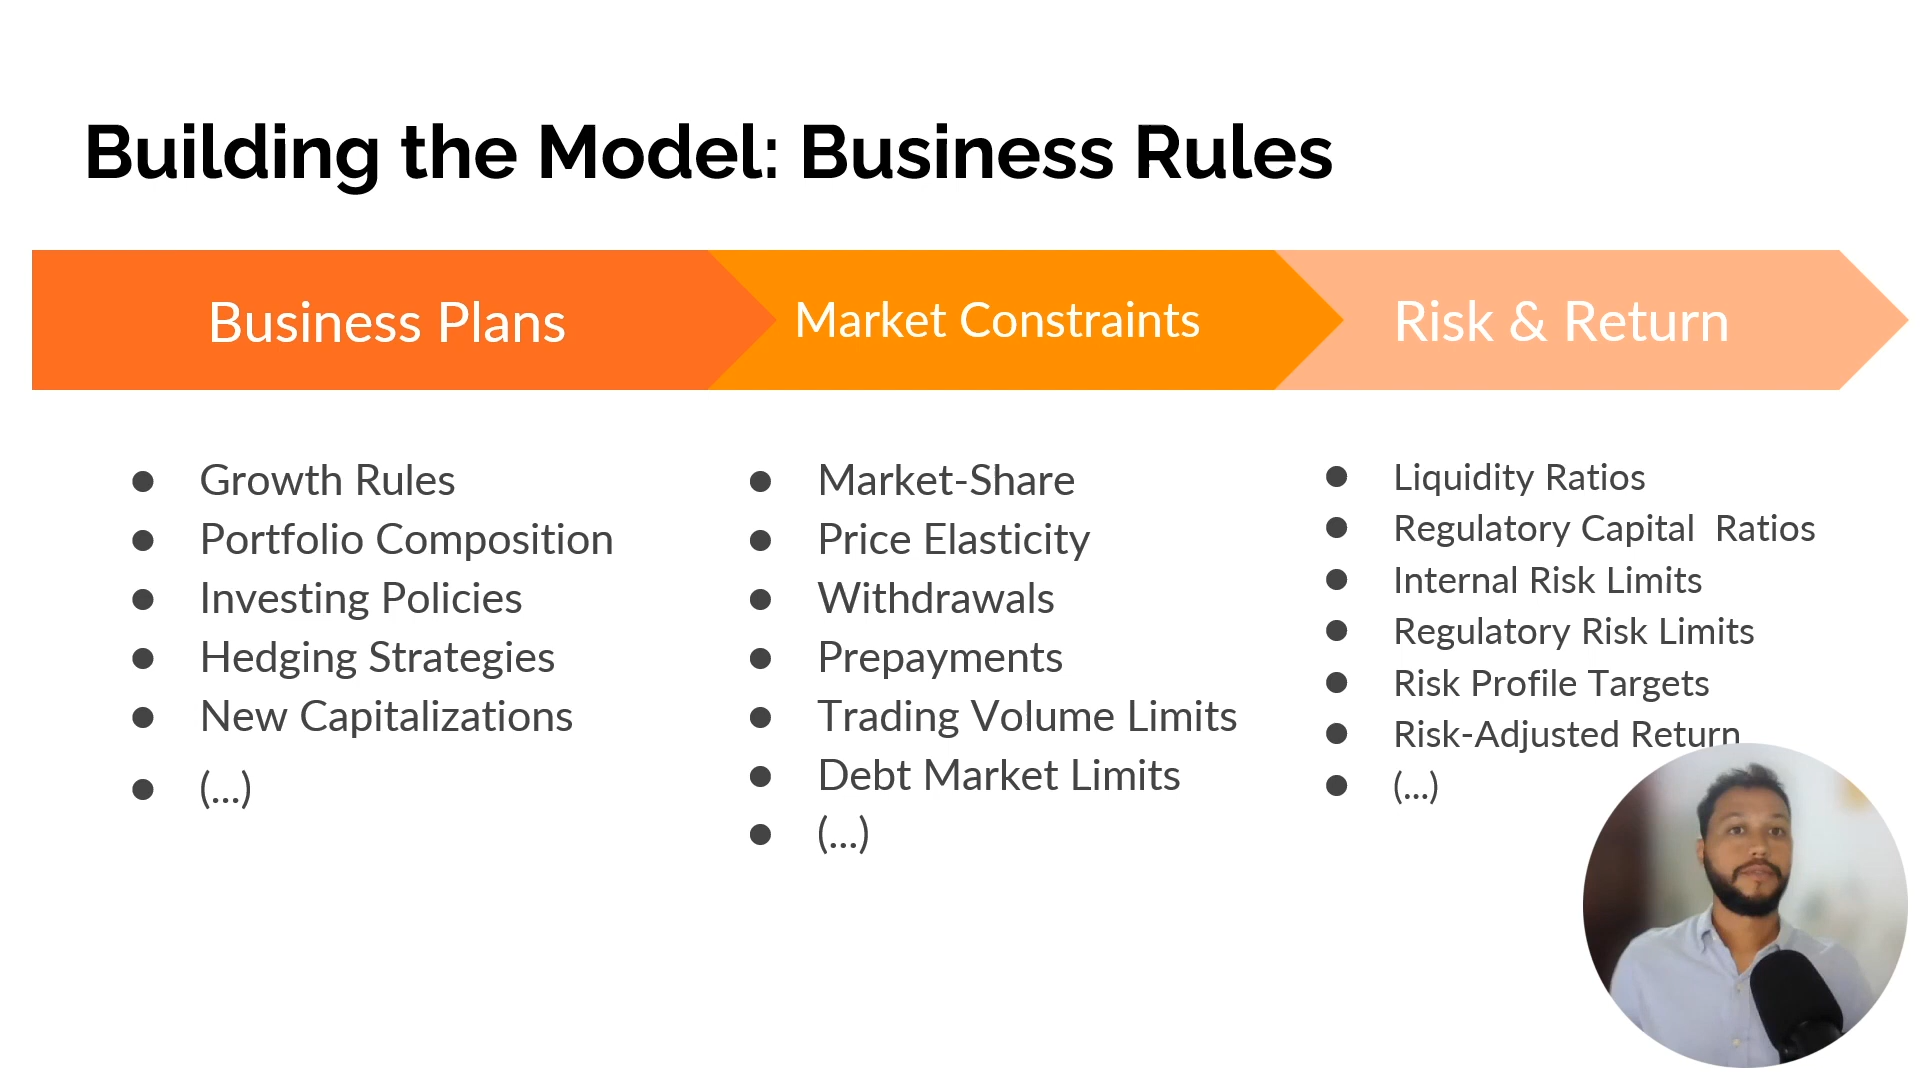 Building the Model: Business Rules
Business Plans
Market Constraints
Risk & Return
Growth Rules
Portfolio Composition
Investing Policies
Hedging Strategies
New Capitalizations
(...)
Market-Share
Price Elasticity
Withdrawals
Prepayments
Trading Volume Limits
Debt Market Limits
(...)
Liquidity Ratios
Regulatory Capital  Ratios
Internal Risk Limits
Regulatory Risk Limits
Risk Profile Targets
Risk-Adjusted Return
(...)